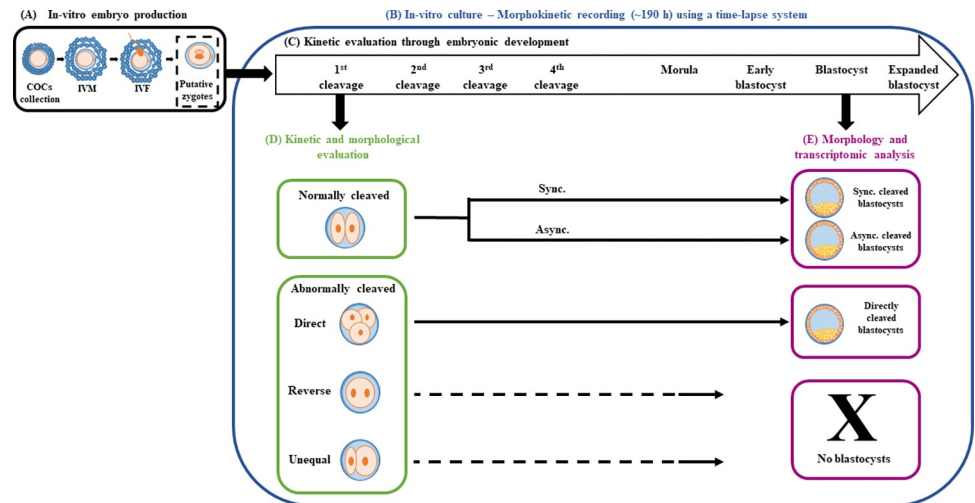 (A) In-vitro embryo production
COCs
collection
IVM
IVF
Putative
zygotes
(B) In-vitro culture – Morphokinetic recording (~190 h) using a time-lapse system
(C) Kinetic evaluation through embryonic development
1st
cleavage
2nd
cleavage
3rd
cleavage
4th
cleavage
Morula
Early
blastocyst
Blastocyst
Expanded
blastocyst
(D) Kinetic and morphological
evaluation
(E) Morphology and
transcriptomic analysis
Normally cleaved
Sync.
Async.
Sync. cleaved
blastocysts
Async. cleaved
blastocysts
Abnormally cleaved
Direct
Directly
cleaved
blastocysts
Reverse
Unequal
X
No blastocysts